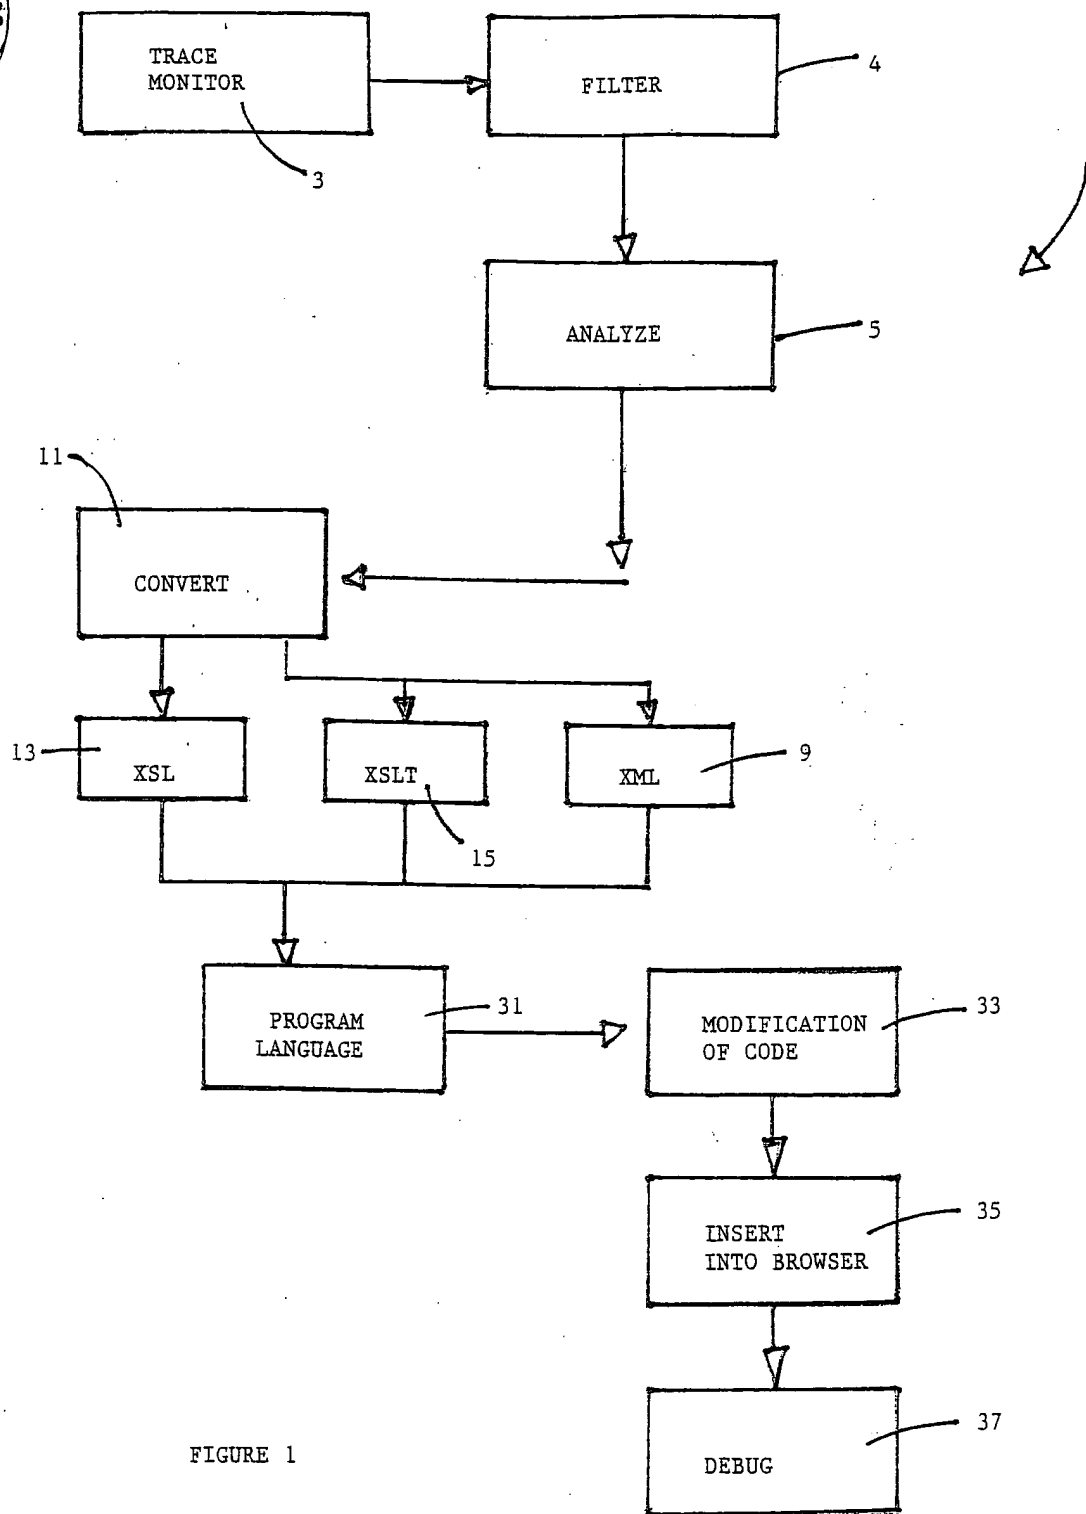 TRACE
MONITOR
3
FILTER
4
ANALYZE
5
11
CONVERT
13
XSL
XSLT
15
XML
9
PROGRAM
LANGUAGE
31
MODIFICATION
OF CODE
33
INSERT
INTO BROWSER
35
DEBUG
37
FIGURE 1